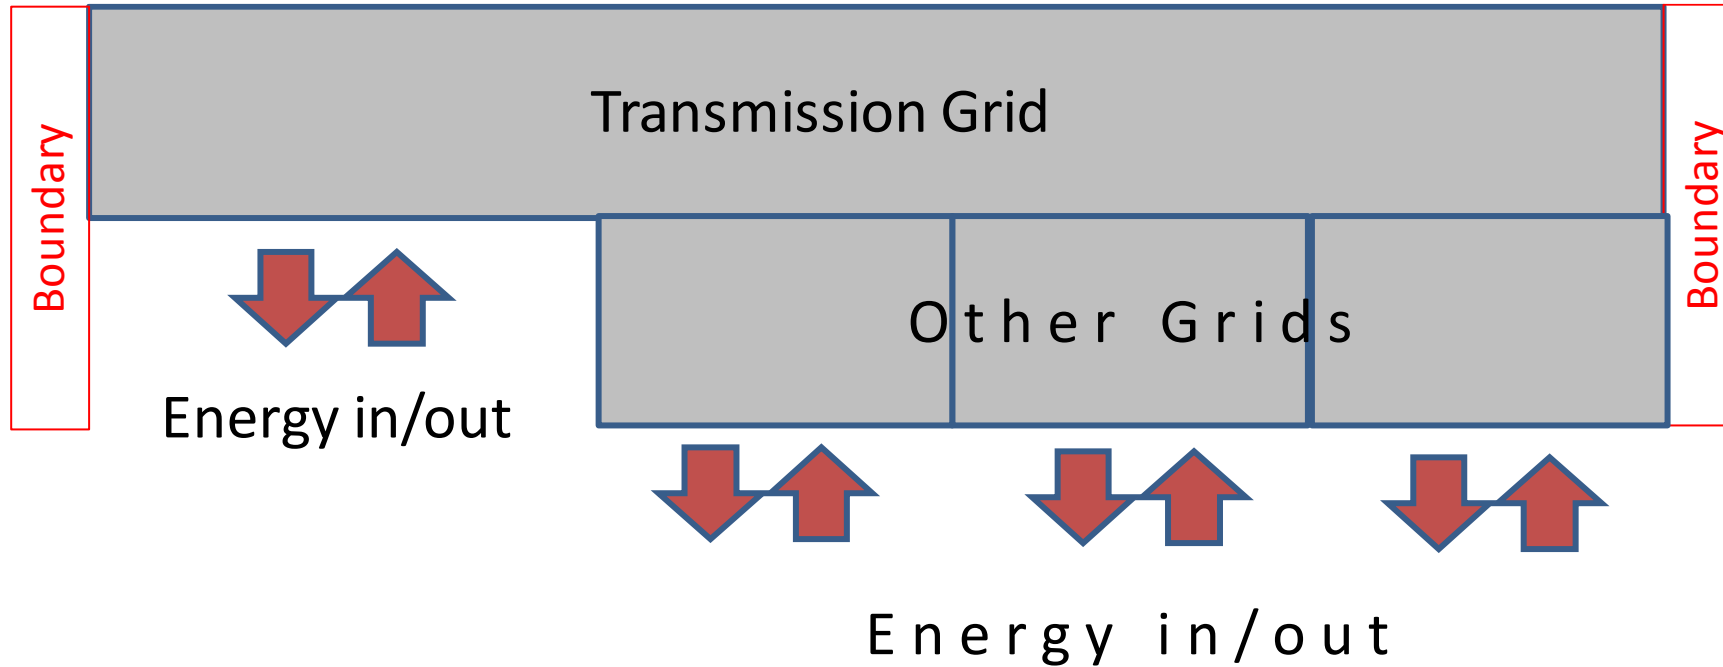 Boundary
Transmission Grid
Boundary
Other Grids
Energy in/out
Energy in/out